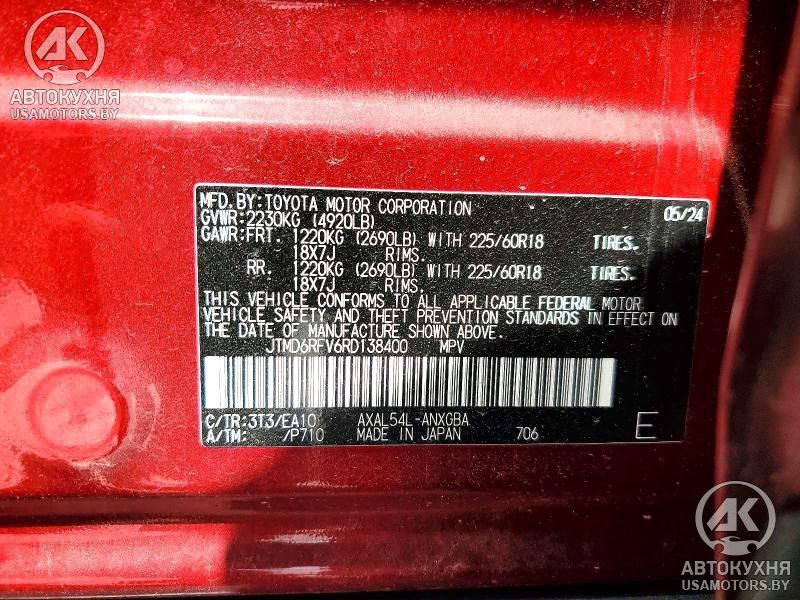 AK
АВТОКУХНЯ
USAMOTORS.BY
MFD. BY: TOYOTA MOTOR CORPORATION 05/24
GVWR: 2230KG (4920LB)
GAWR: FRT. 1220KG (2690LB) WITH 225/60R18 TIRES.
18X7J RIMS.
RR. 1220KG (2690LB) WITH 225/60R18 TIRES.
18X7J RIMS.
THIS VEHICLE CONFORMS TO ALL APPLICABLE FEDERAL MOTOR
VEHICLE SAFETY AND THEFT PREVENTION STANDARDS IN EFFECT ON
THE DATE OF MANUFACTURE SHOWN ABOVE.
JTMD6RFV6RD138400 MPV
C/TR: 3T3/EA10 AXAL54L-ANXGBA
A/TM: /P710 MADE IN JAPAN 706 E
AK
АВТОКУХНЯ
USAMOTORS.BY